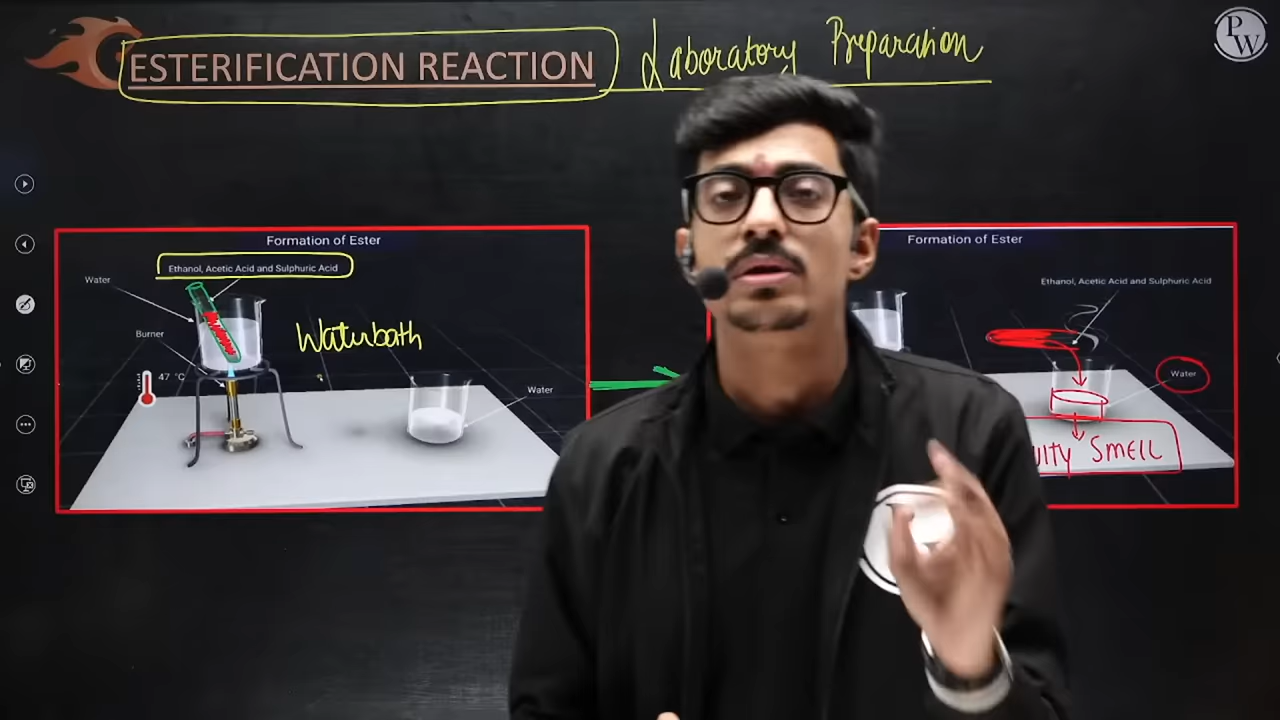 ESTERIFICATION REACTION Laboratory Preparation
PW
Formation of Ester
Ethanol, Acetic Acid and Sulphuric Acid
Water
Burner
Waterbath
47 °C
Water
Formation of Ester
Ethanol, Acetic Acid and Sulphuric Acid
Water
UITY SMELL